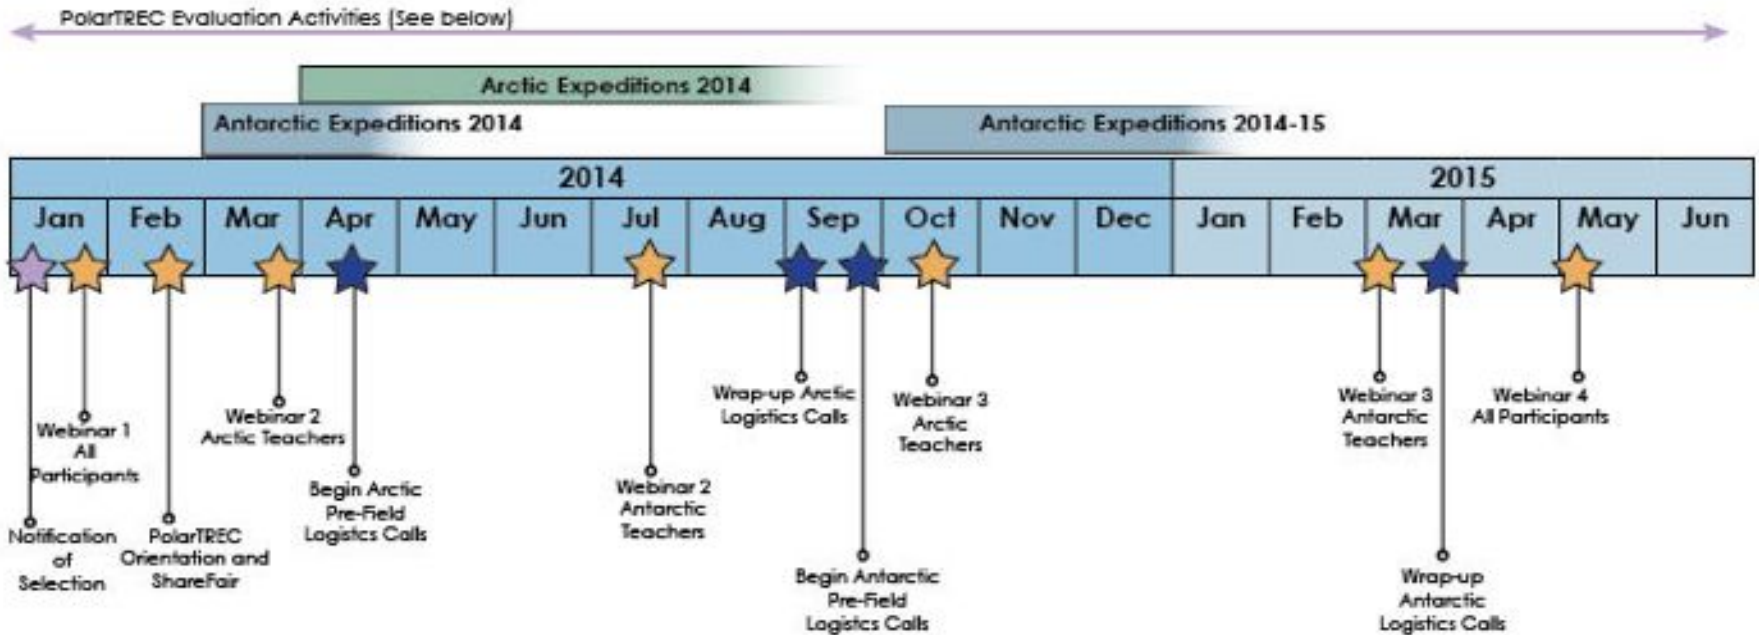 PolarTREC Evaluation Activities (See below)
Arctic Expeditions 2014
Antarctic Expeditions 2014
Antarctic Expeditions 2014-15
2014
2015
Jan
Feb
Mar
Apr
May
Jun
Jul
Aug
Sep
Oct
Nov
Dec
Jan
Feb
Mar
Apr
May
Jun
Notification
of
Selection
Webinar 1
All
Participants
PolarTREC
Orientation and
ShareFair
Webinar 2
Arctic Teachers
Begin Arctic
Pre-Field
Logistcs Calls
Webinar 2
Antarctic
Teachers
Wrap-up Arctic
Logistics Calls
Begin Antarctic
Pre-Field
Logistcs Calls
Webinar 3
Arctic
Teachers
Webinar 3
Antarctic
Teachers
Wrap-up
Antarctic
Logistics Calls
Webinar 4
All Participants